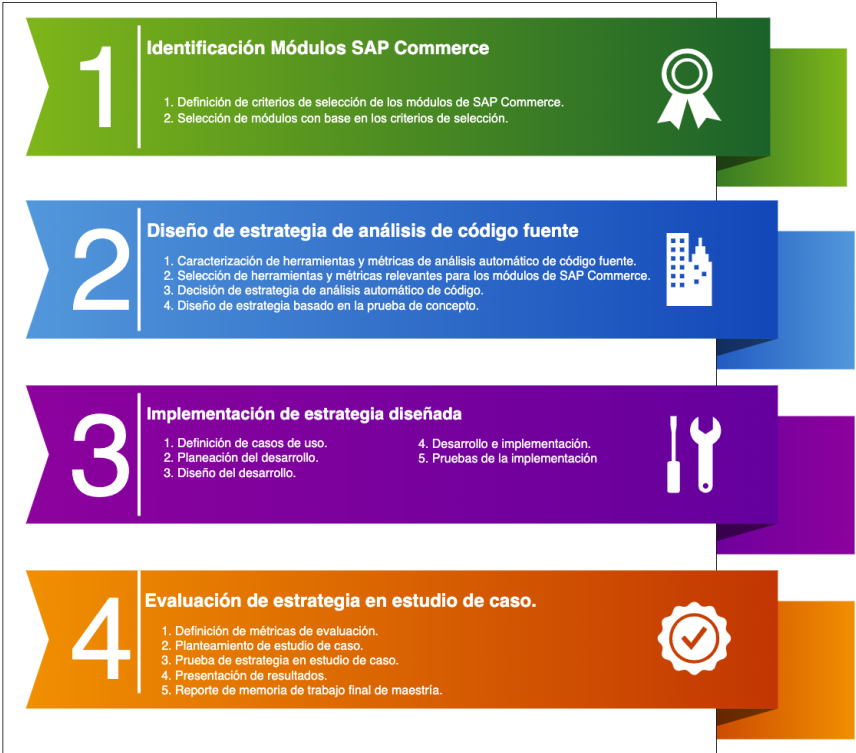 1
Identificación Módulos SAP Commerce
1. Definición de criterios de selección de los módulos de SAP Commerce.
2. Selección de módulos con base en los criterios de selección.
2
Diseño de estrategia de análisis de código fuente
1. Caracterización de herramientas y métricas de análisis automático de código fuente.
2. Selección de herramientas y métricas relevantes para los módulos de SAP Commerce.
3. Decisión de estrategia de análisis automático de código.
4. Diseño de estrategia basado en la prueba de concepto.
3
Implementación de estrategia diseñada
1. Definición de casos de uso.
2. Planeación del desarrollo.
3. Diseño del desarrollo.
4. Desarrollo e implementación.
5. Pruebas de la implementación
4
Evaluación de estrategia en estudio de caso.
1. Definición de métricas de evaluación.
2. Planteamiento de estudio de caso.
3. Prueba de estrategia en estudio de caso.
4. Presentación de resultados.
5. Reporte de memoria de trabajo final de maestría.